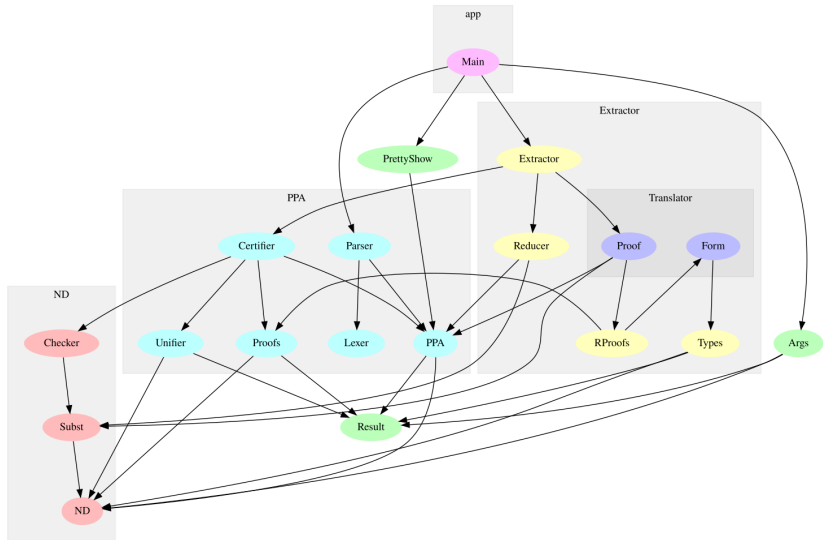 app
Main
Extractor
PrettyShow
Extractor
PPA
Translator
Certifier
Parser
Reducer
Proof
Form
ND
Checker
Unifier
Proofs
Lexer
PPA
RProofs
Types
Args
Subst
Result
ND